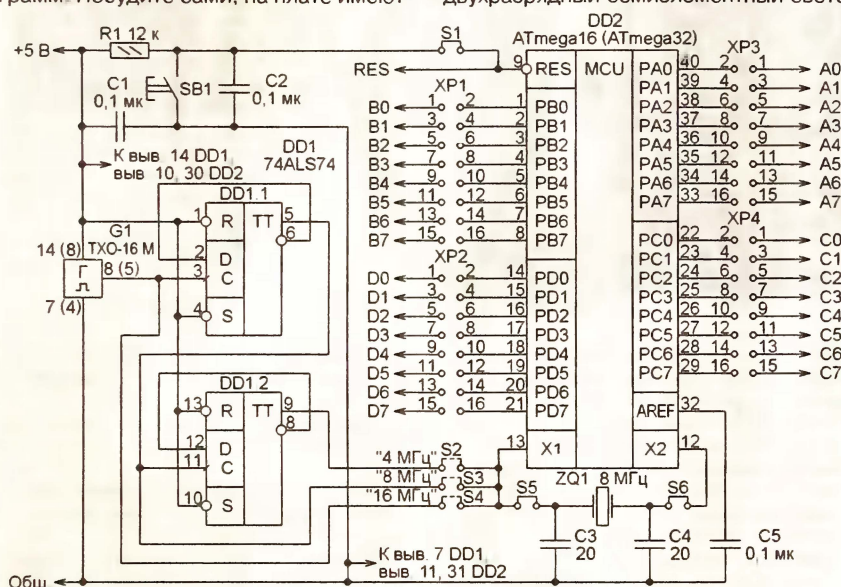 двухразрядный
DD2
ATmega16 (ATmega32)
R1 12 к
S1
+5 В
RES
9 RES MCU
C1
0,1 мк
SB1
C2
0,1 мк
К выв. 14 DD1,
выв. 10, 30 DD2
DD1
74ALS74
XP1
B0 1 2 1 PB0
B1 3 4 2 PB1
B2 5 6 3 PB2
B3 7 8 4 PB3
B4 9 10 5 PB4
B5 11 12 6 PB5
B6 13 14 7 PB6
B7 15 16 8 PB7
XP3
PA0 40 2 1 A0
PA1 39 4 3 A1
PA2 38 6 5 A2
PA3 37 8 7 A3
PA4 36 10 9 A4
PA5 35 12 11 A5
PA6 34 14 13 A6
PA7 33 16 15 A7
XP4
PC0 22 2 1 C0
PC1 23 4 3 C1
PC2 24 6 5 C2
PC3 25 8 7 C3
PC4 26 10 9 C4
PC5 27 12 11 C5
PC6 28 14 13 C6
PC7 29 16 15 C7
XP2
D0 1 2 14 PD0
D1 3 4 15 PD1
D2 5 6 16 PD2
D3 7 8 17 PD3
D4 9 10 18 PD4
D5 11 12 19 PD5
D6 13 14 20 PD6
D7 15 16 21 PD7
AREF 32
13 X1 X2 12
G1
ТХО-16 М
14 (8)
Г
8 (5)
7 (4)
DD1.1
1 R TT 5
6
2 D
3 C
4 S
DD1.2
13 R TT 9
8
12 D
11 C
10 S
"4 МГц" S2
"8 МГц" S3
"16 МГц" S4
ZQ1 8 МГц
S5
S6
C3
20
C4
20
C5
0,1 мк
К выв. 7 DD1,
выв. 11, 31 DD2
Общ.